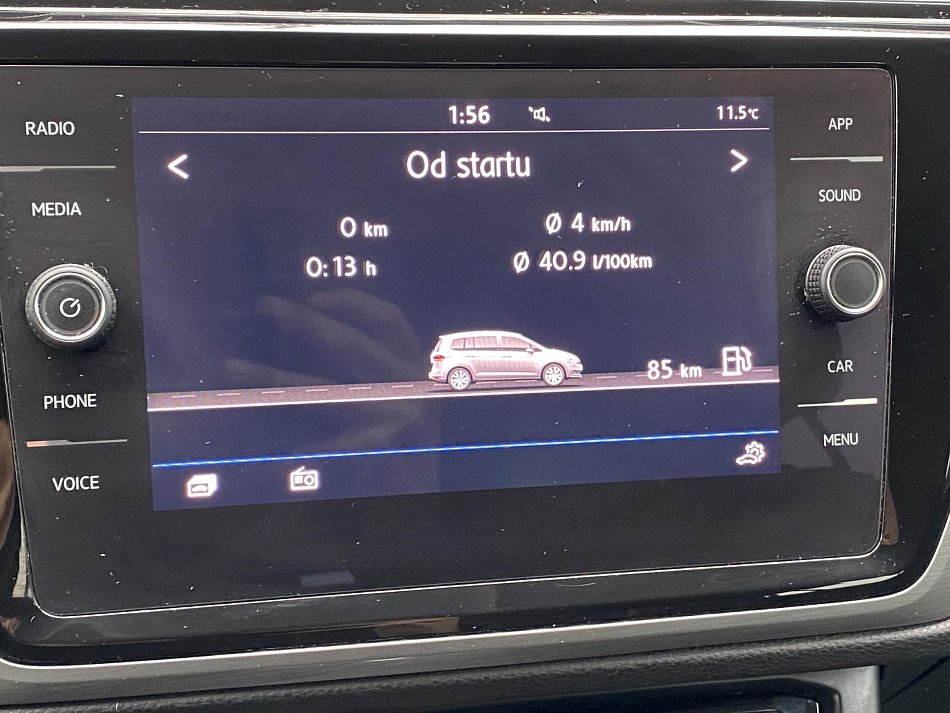 RADIO
MEDIA
PHONE
VOICE
1:56
11.5°C
< Od startu >
0 km
Ø 4 km/h
0:13 h
Ø 40.9 l/100km
85 km
APP
SOUND
CAR
MENU